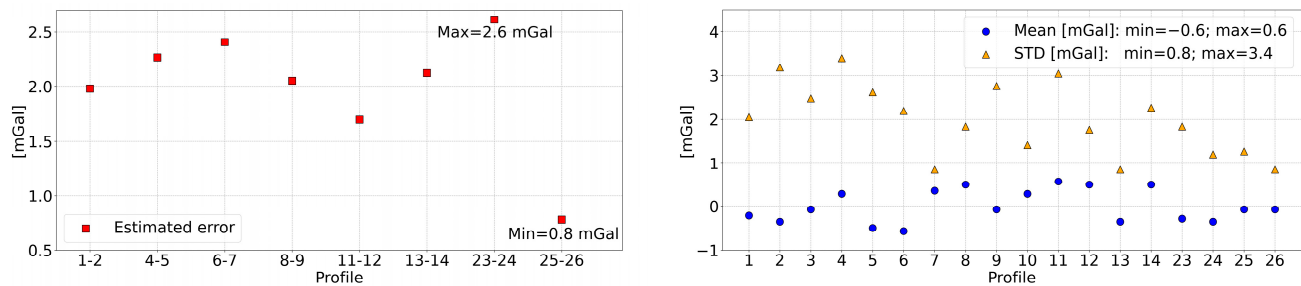 2.5
2.0
1.5
1.0
0.5
[mGal]
Max=2.6 mGal
Estimated error
Min=0.8 mGal
1-2 4-5 6-7 8-9 11-12 13-14 23-24 25-26
Profile
4
3
2
1
0
−1
[mGal]
Mean [mGal]: min=−0.6; max=0.6
STD [mGal]: min=0.8; max=3.4
1 2 3 4 5 6 7 8 9 10 11 12 13 14 23 24 25 26
Profile